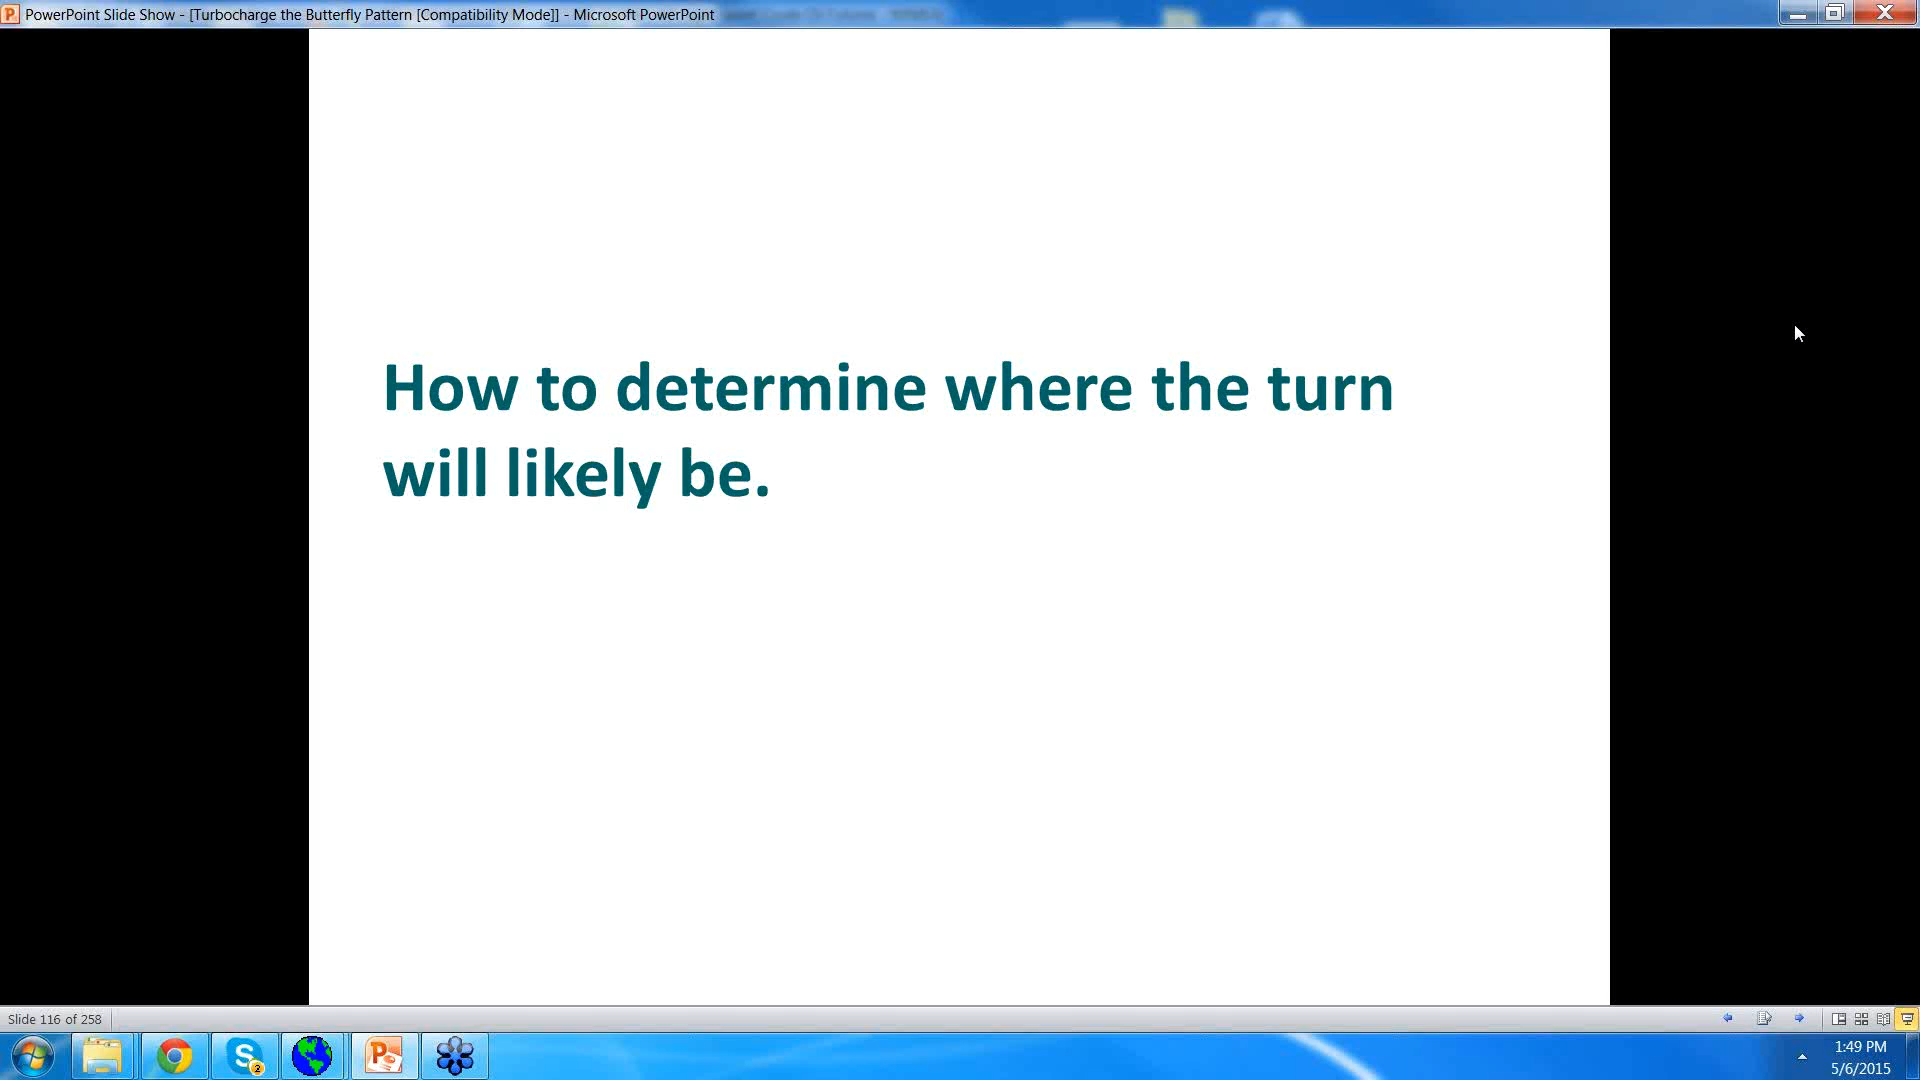 PowerPoint Slide Show - [Turbocharge the Butterfly Pattern [Compatibility Mode]] - Microsoft PowerPoint
How to determine where the turn
will likely be.
Slide 116 of 258
2
1:49 PM
5/6/2015